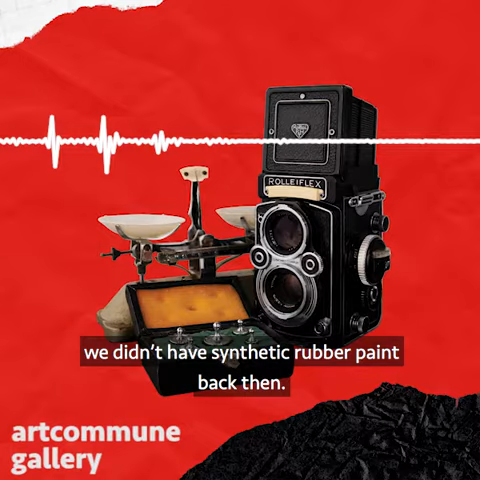 ROLLEIFLEX
we didn't have synthetic rubber paint
back then.
artcommune
gallery